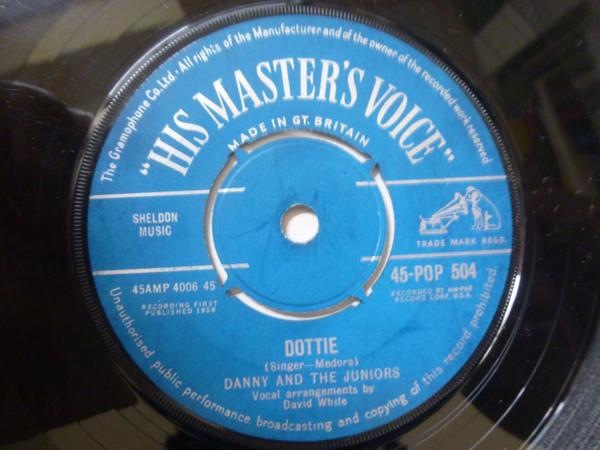 The Gramophone Co. Ltd. · All rights of the Manufacturer and of the owner of the recorded work reserved
"HIS MASTER'S VOICE"
MADE IN GT. BRITAIN
SHELDON
MUSIC
TRADE MARK REGD.
45AMP 4006 45
45-POP 504
RECORDING FIRST
PUBLISHED 1958
RECORDED BY AM-PAR
RECORD CORP., U.S.A.
DOTTIE
(Singer—Medora)
DANNY AND THE JUNIORS
Vocal arrangements by
David White
Unauthorised public performance, broadcasting and copying of this record prohibited.